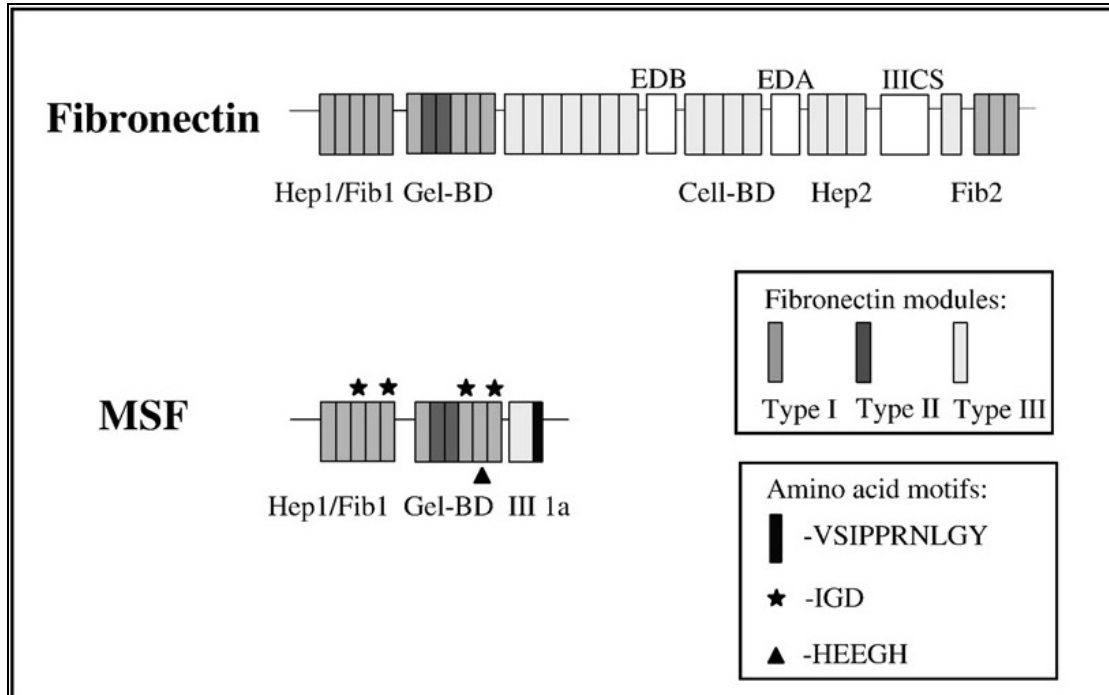 EDB EDA IIICS
Fibronectin
Hep1/Fib1 Gel-BD Cell-BD Hep2 Fib2
Fibronectin modules:
Type I Type II Type III
MSF
Hep1/Fib1 Gel-BD III 1a
Amino acid motifs:
-VSIPPRNLGY
-IGD
-HEEGH